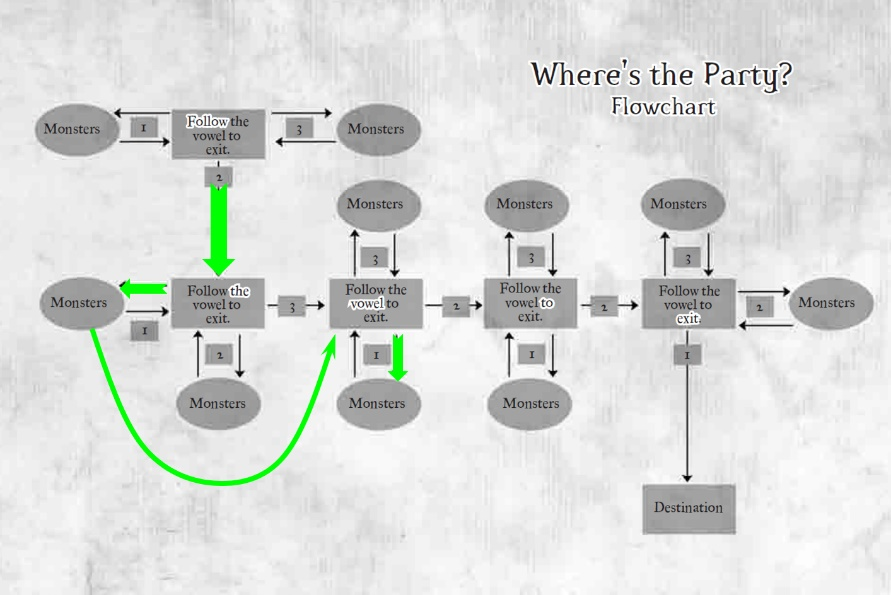 Where's the Party?
Flowchart
Monsters
1
Follow the
vowel to
exit.
3
Monsters
2
Monsters
Monsters
Monsters
3
3
3
Monsters
1
Follow the
vowel to
exit.
3
Follow the
vowel to
exit.
2
Follow the
vowel to
exit.
2
Follow the
vowel to
exit.
2
Monsters
2
1
1
1
Monsters
Monsters
Monsters
Destination